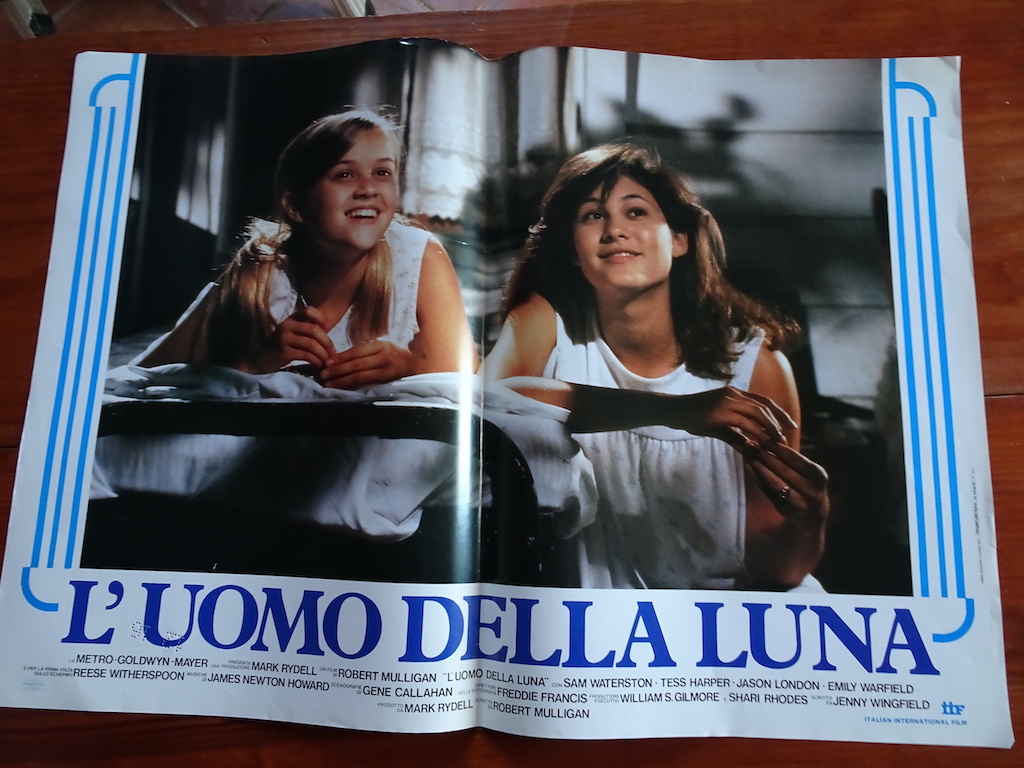 L'UOMO DELLA LUNA
LA METRO-GOLDWYN-MAYER PRESENTA UNA PRODUZIONE MARK RYDELL UN FILM DI ROBERT MULLIGAN "L'UOMO DELLA LUNA" CON SAM WATERSTON · TESS HARPER · JASON LONDON · EMILY WARFIELD
E PER LA PRIMA VOLTA SULLO SCHERMO REESE WITHERSPOON MUSICHE DI JAMES NEWTON HOWARD SCENOGRAFIE DI GENE CALLAHAN DELLA FOTOGRAFIA FREDDIE FRANCIS PRODUTTORI ESECUTIVI WILLIAM S. GILMORE E SHARI RHODES SCRITTO DA JENNY WINGFIELD
PRODOTTO DA MARK RYDELL ROBERT MULLIGAN
IIF
ITALIAN INTERNATIONAL FILM